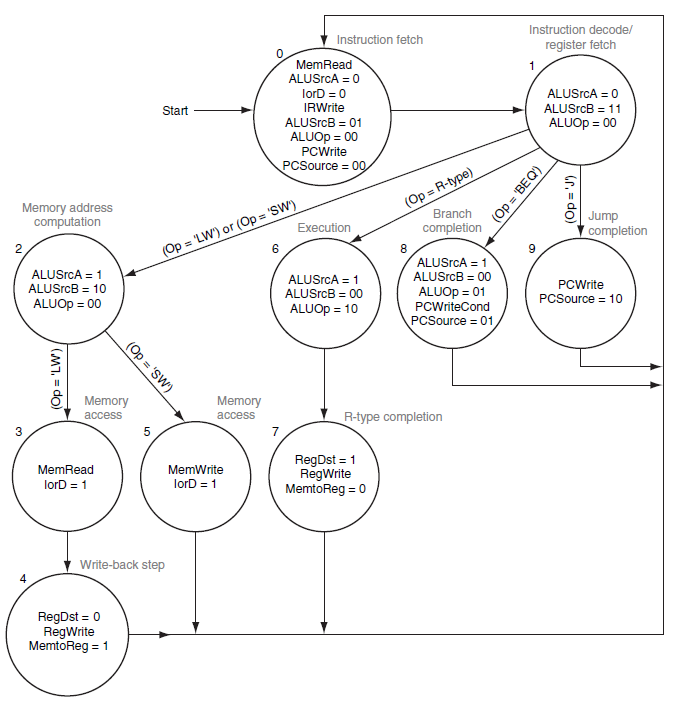 Instruction fetch
Instruction decode/
register fetch
0
MemRead
ALUSrcA = 0
IorD = 0
IRWrite
ALUSrcB = 01
ALUOp = 00
PCWrite
PCSource = 00
1
ALUSrcA = 0
ALUSrcB = 11
ALUOp = 00
Start
(Op = 'LW') or (Op = 'SW')
(Op = R-type)
(Op = 'BEQ')
(Op = 'J')
Memory address
computation
2
ALUSrcA = 1
ALUSrcB = 10
ALUOp = 00
Execution
6
ALUSrcA = 1
ALUSrcB = 00
ALUOp = 10
Branch
completion
8
ALUSrcA = 1
ALUSrcB = 00
ALUOp = 01
PCWriteCond
PCSource = 01
Jump
completion
9
PCWrite
PCSource = 10
(Op = 'LW')
(Op = 'SW')
Memory
access
3
MemRead
IorD = 1
Memory
access
5
MemWrite
IorD = 1
R-type completion
7
RegDst = 1
RegWrite
MemtoReg = 0
Write-back step
4
RegDst = 0
RegWrite
MemtoReg = 1